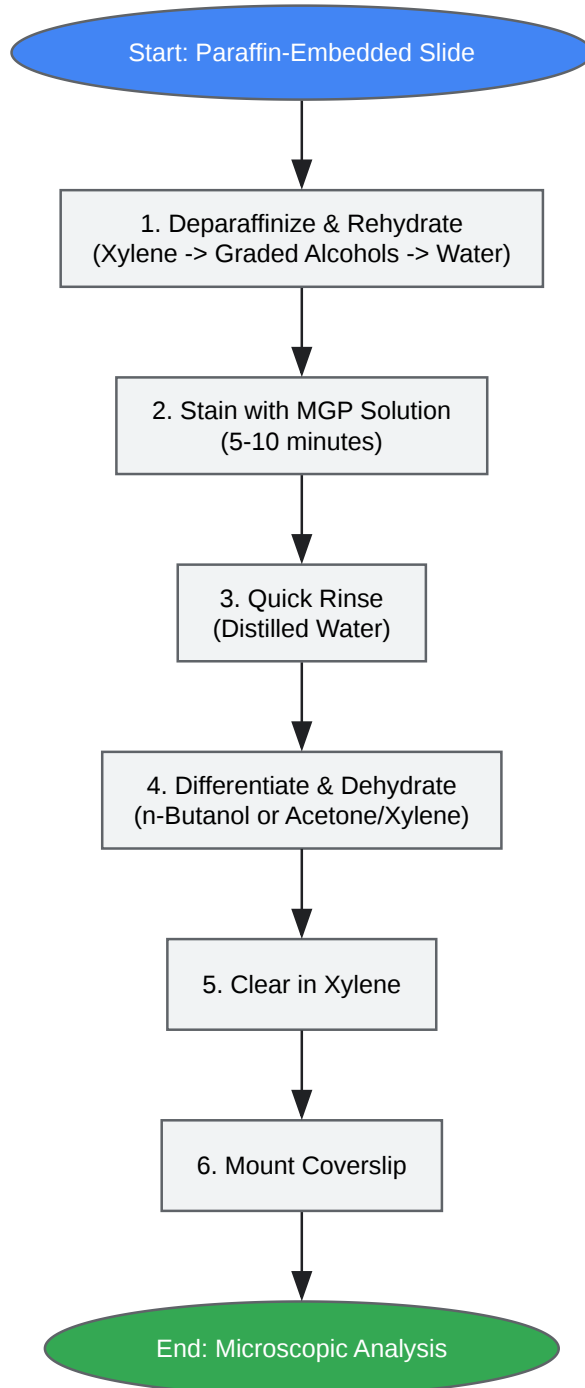 Start: Paraffin-Embedded Slide
1. Deparaffinize & Rehydrate
(Xylene -> Graded Alcohols -> Water)
2. Stain with MGP Solution
(5-10 minutes)
3. Quick Rinse
(Distilled Water)
4. Differentiate & Dehydrate
(n-Butanol or Acetone/Xylene)
5. Clear in Xylene
6. Mount Coverslip
End: Microscopic Analysis